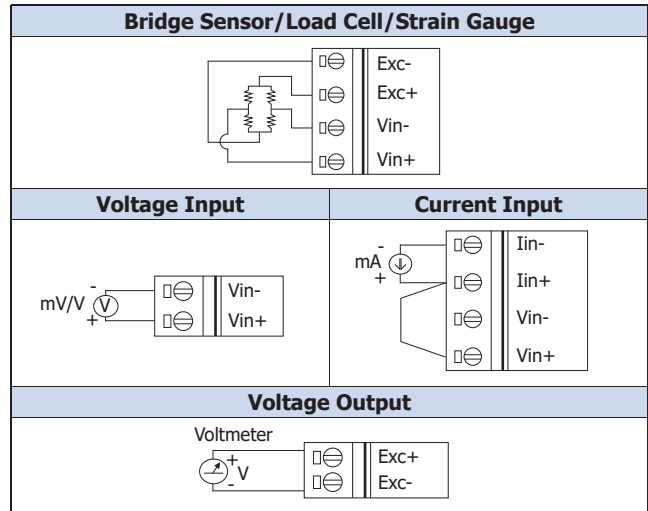 Bridge Sensor/Load Cell/Strain Gauge
Exc-
Exc+
Vin-
Vin+
Voltage Input
Current Input
mV/V
-
V
+
Vin-
Vin+
mA
-
+
Iin-
Iin+
Vin-
Vin+
Voltage Output
Voltmeter
+
V
-
Exc+
Exc-